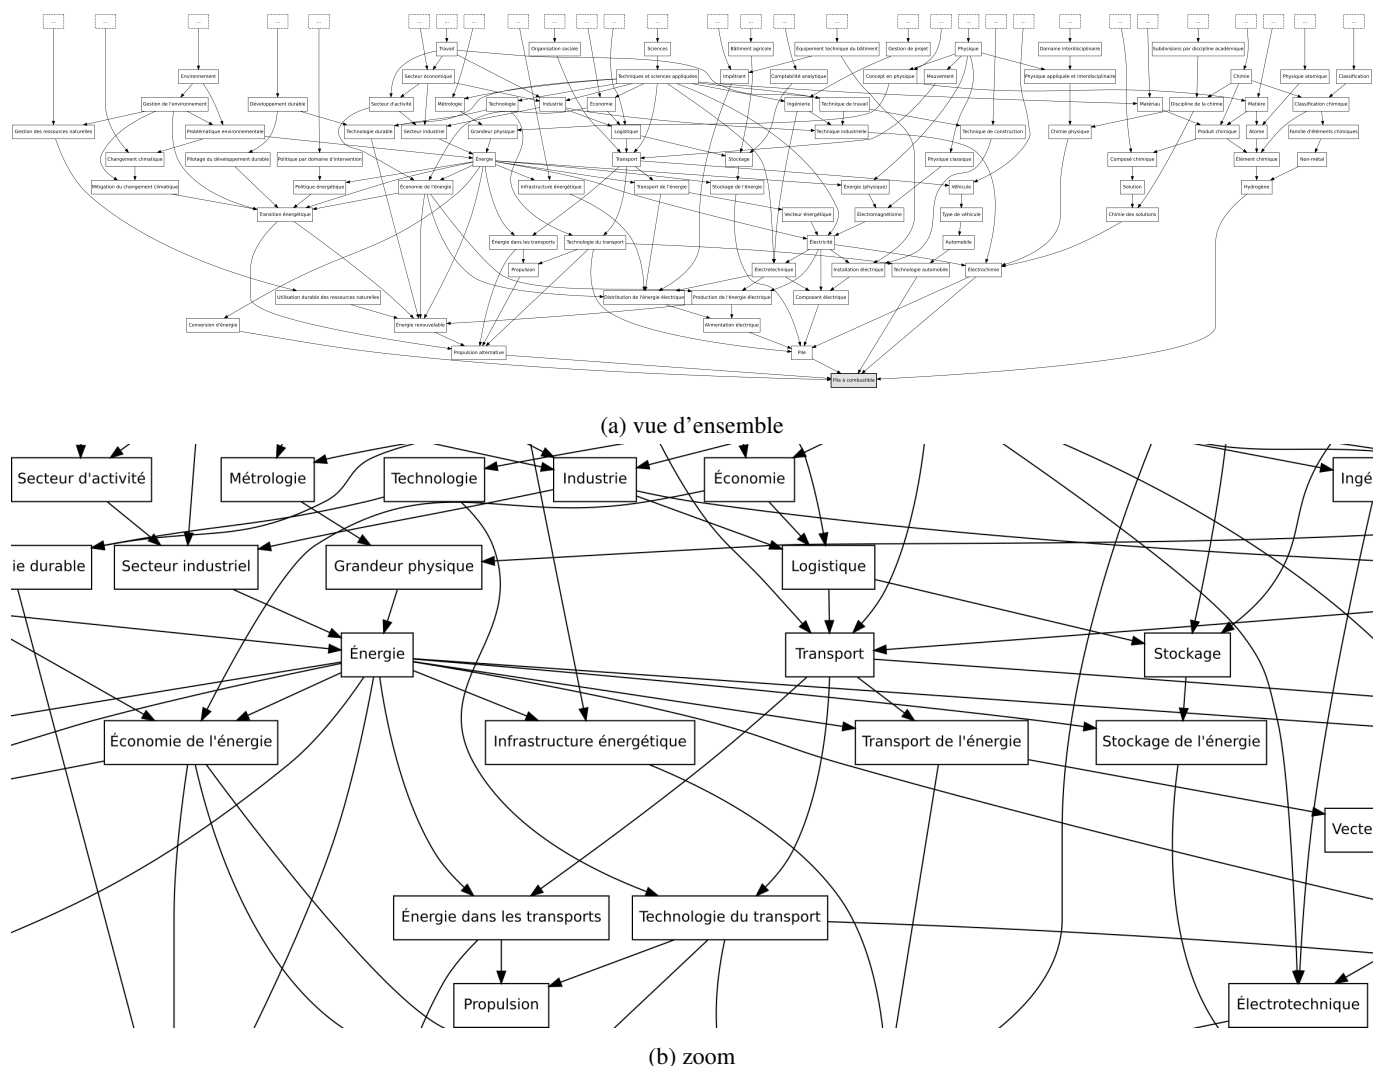 ... ... ... ... ... ... ... ... ... ... ... ... ... ... ... ... ... ... ... ... ... ... ... ... ...
Travail Organisation sociale Sciences Bâtiment agricole Équipement technique du bâtiment Gestion de projet Physique Domaine interdisciplinaire Subdivisions par discipline académique
Environnement Secteur économique Techniques et sciences appliquées Impétrant Comptabilité analytique Concept en physique Mouvement Physique appliquée et interdisciplinaire Chimie Physique atomique Classification
Gestion de l'environnement Développement durable Secteur d'activité Métrologie Technologie Industrie Économie Ingénierie Technique de travail Matériau Discipline de la chimie Matière Classification chimique
Gestion des ressources naturelles Problématique environnementale Technologie durable Secteur industriel Grandeur physique Logistique Technique industrielle Technique de construction Chimie physique Produit chimique Atome Famille d'éléments chimiques
Changement climatique Pilotage du développement durable Politique par domaine d'intervention Énergie Transport Stockage Physique classique Composé chimique Élément chimique Non-métal
Mitigation du changement climatique Politique énergétique Économie de l'énergie Infrastructure énergétique Transport de l'énergie Stockage de l'énergie Énergie (physique) Véhicule Solution Hydrogène
Transition énergétique Vecteur énergétique Électromagnétisme Type de véhicule Chimie des solutions
Énergie dans les transports Technologie du transport Électricité Automobile
Propulsion Électrotechnique Installation électrique Technologie automobile Électrochimie
Utilisation durable des ressources naturelles Distribution de l'énergie électrique Production de l'énergie électrique Composant électrique
Conversion d'énergie Énergie renouvelable Alimentation électrique
Propulsion alternative Pile
Pile à combustible
(a) vue d'ensemble
Secteur d'activité Métrologie Technologie Industrie Économie Ingé
ie durable Secteur industriel Grandeur physique Logistique
Énergie Transport Stockage
Économie de l'énergie Infrastructure énergétique Transport de l'énergie Stockage de l'énergie
Vecte
Énergie dans les transports Technologie du transport
Propulsion Électrotechnique
(b) zoom